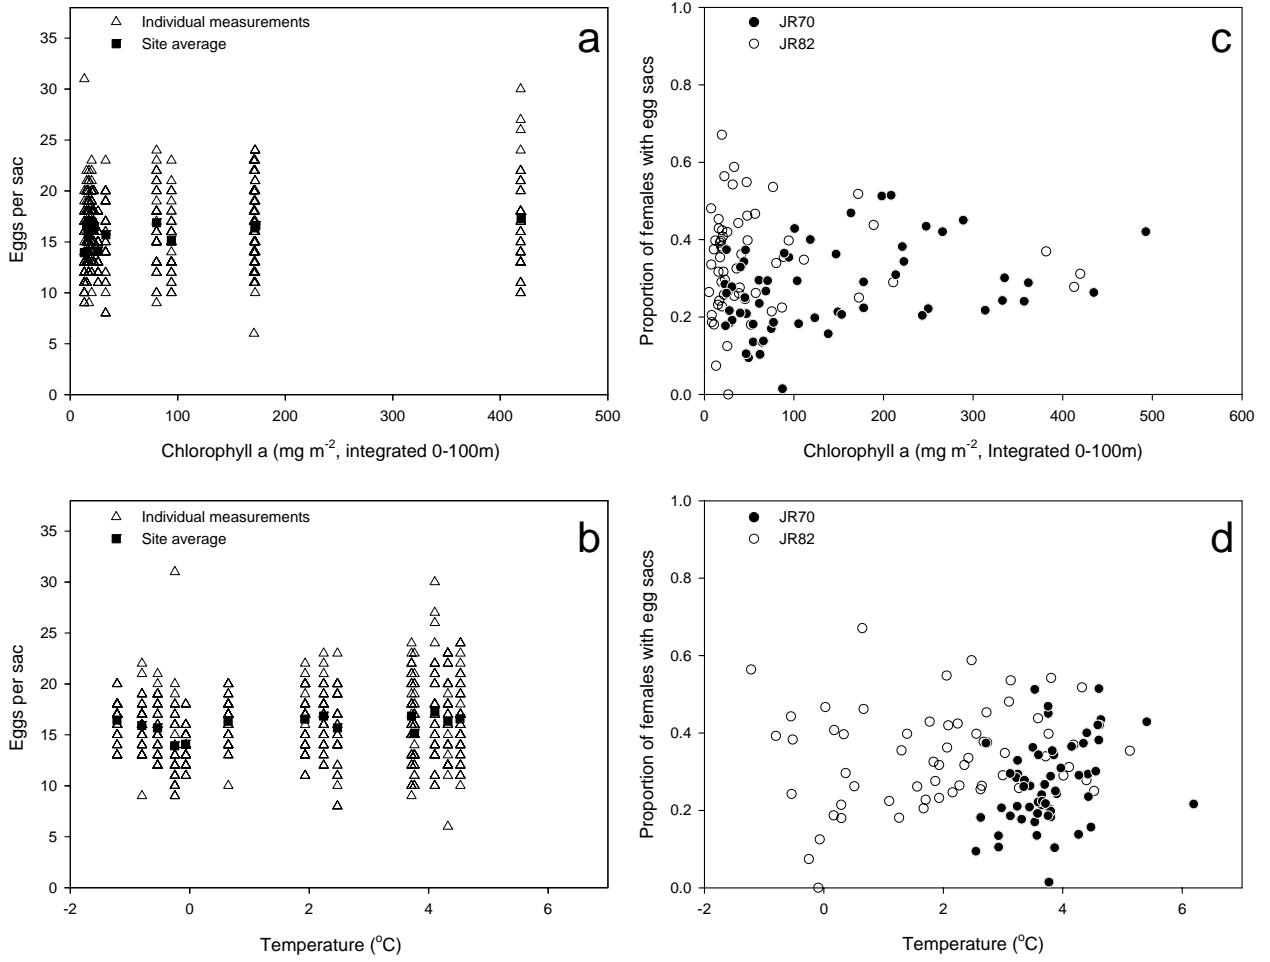 Individual measurements
Site average
a
35
30
25
20
15
10
5
0
Eggs per sac
0 100 200 300 400 500
Chlorophyll a (mg m-2, integrated 0-100m)
JR70
JR82
c
1.0
0.8
0.6
0.4
0.2
0.0
Proportion of females with egg sacs
0 100 200 300 400 500 600
Chlorophyll a (mg m-2, Integrated 0-100m)
Individual measurements
Site average
b
35
30
25
20
15
10
5
0
Eggs per sac
-2 0 2 4 6
Temperature (oC)
JR70
JR82
d
1.0
0.8
0.6
0.4
0.2
0.0
Proportion of females with egg sacs
-2 0 2 4 6
Temperature (oC)